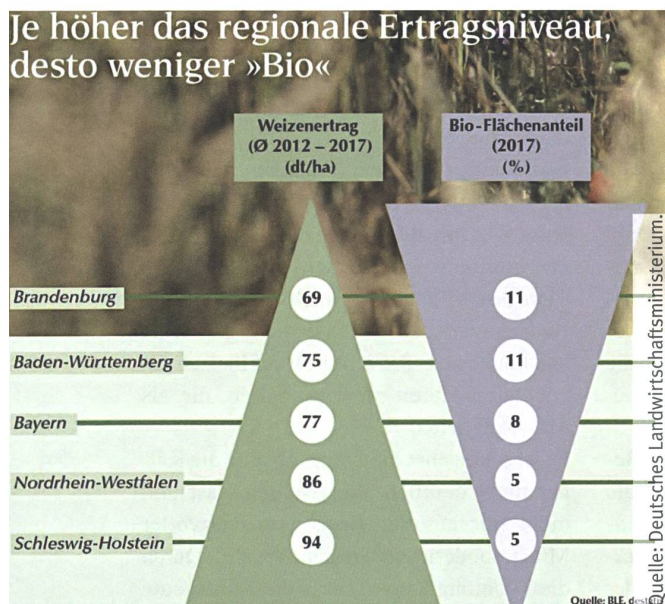 Je höher das regionale Ertragsniveau,
desto weniger »Bio«
Weizenertrag
(Ø 2012 – 2017)
(dt/ha)
Bio-Flächenanteil
(2017)
(%)
Brandenburg 69 11
Baden-Württemberg 75 11
Bayern 77 8
Nordrhein-Westfalen 86 5
Schleswig-Holstein 94 5
Quelle: BLE,
Quelle: Deutsches Landwirtschaftsministerium.